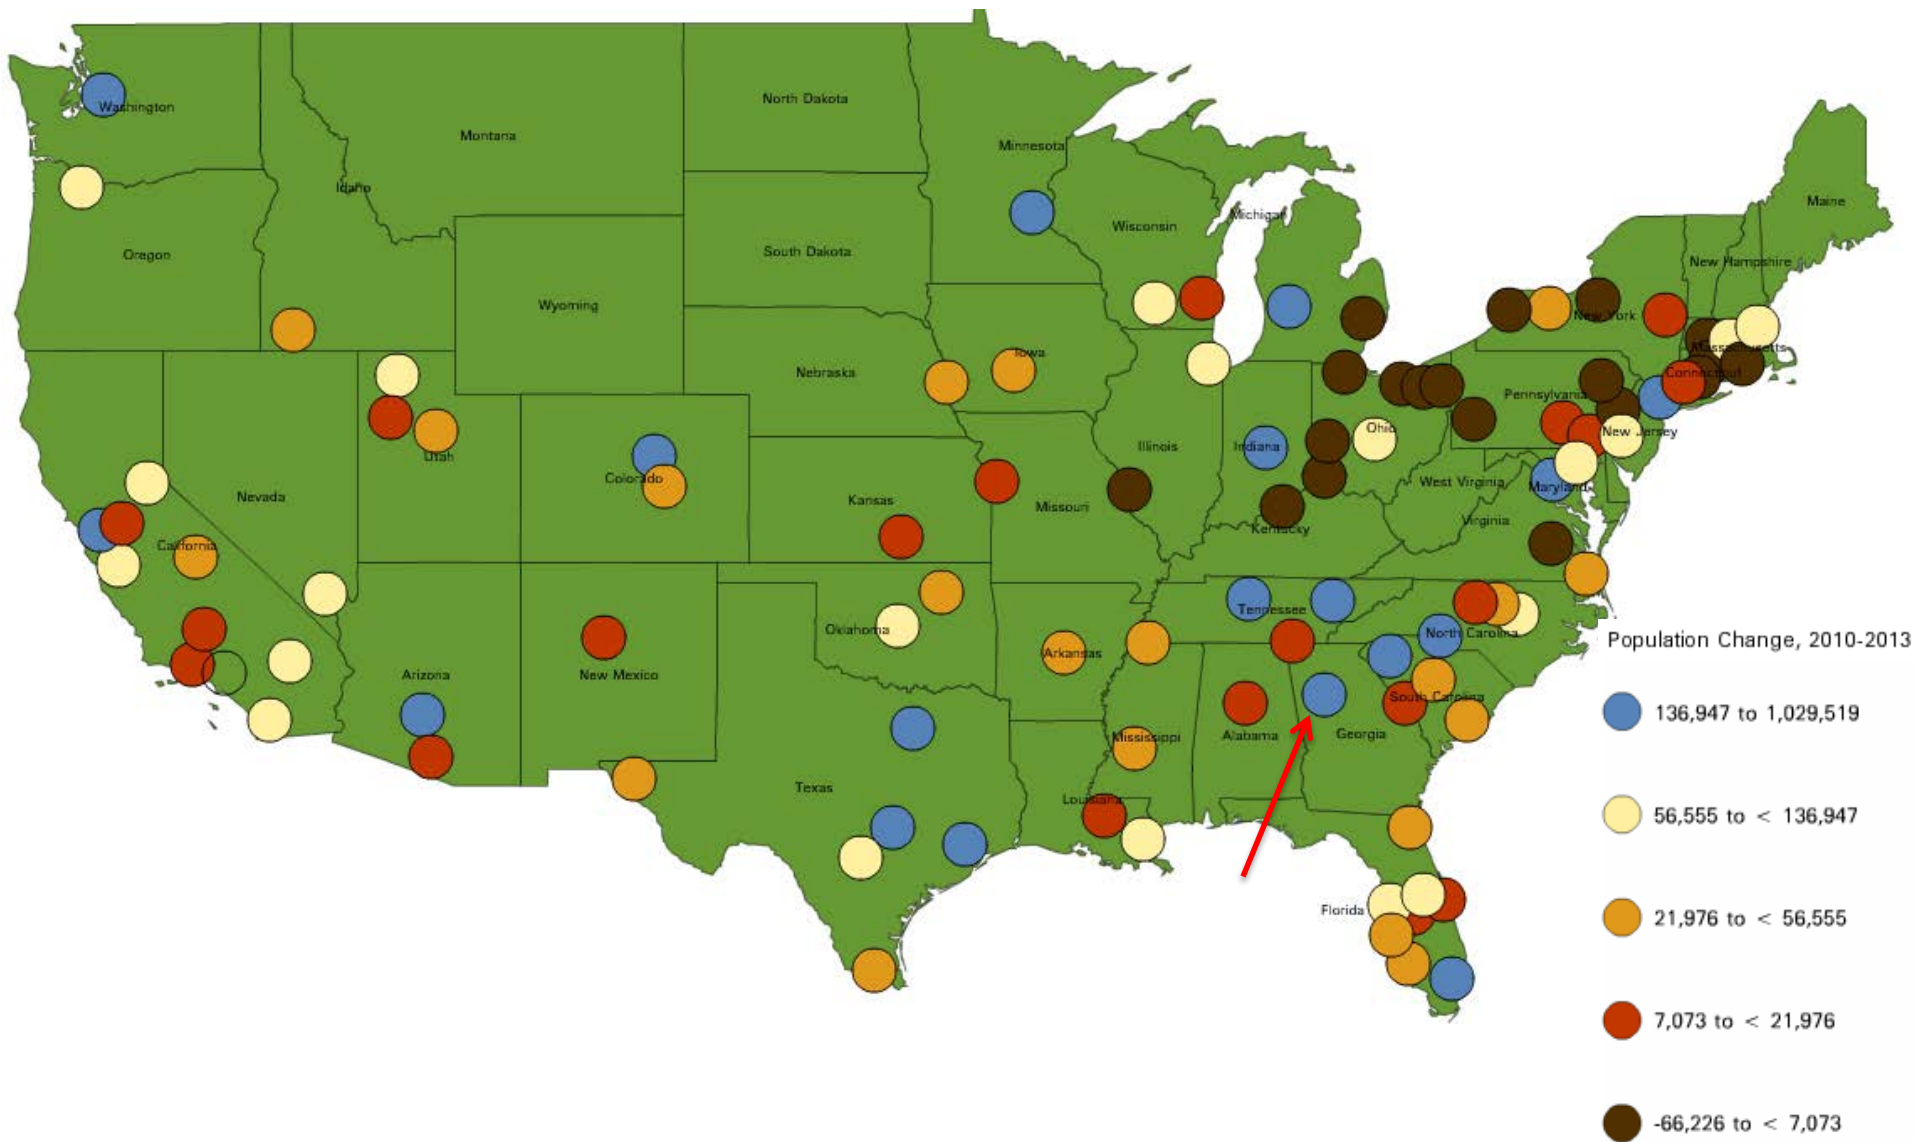 Washington
Montana
North Dakota
Minnesota
Idaho
Oregon
South Dakota
Wisconsin
Michigan
Maine
New Hampshire
Wyoming
Iowa
Nebraska
New York
Massachusetts
Connecticut
Pennsylvania
Ohio
New Jersey
Utah
Colorado
Illinois
Indiana
West Virginia
Maryland
Nevada
Kansas
Missouri
Kentucky
Virginia
California
Tennessee
Oklahoma
Arkansas
North Carolina
Arizona
New Mexico
South Carolina
Mississippi
Alabama
Georgia
Texas
Louisiana
Florida
Population Change, 2010-2013
136,947 to 1,029,519
56,555 to < 136,947
21,976 to < 56,555
7,073 to < 21,976
-66,226 to < 7,073